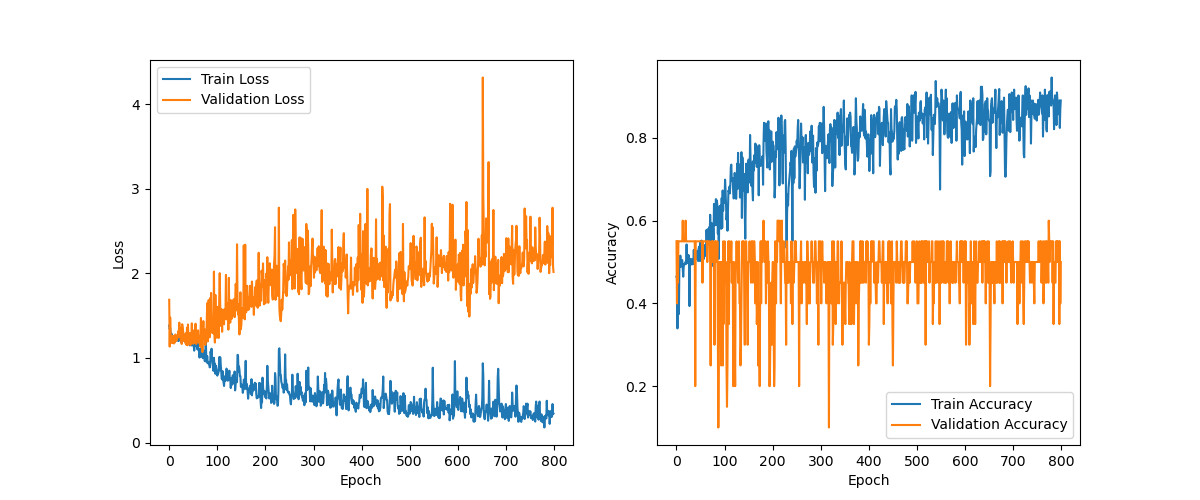 Train Loss
Validation Loss
4
3
2
1
0
Loss
0 100 200 300 400 500 600 700 800
Epoch
0.8
0.6
0.4
0.2
Accuracy
Train Accuracy
Validation Accuracy
0 100 200 300 400 500 600 700 800
Epoch